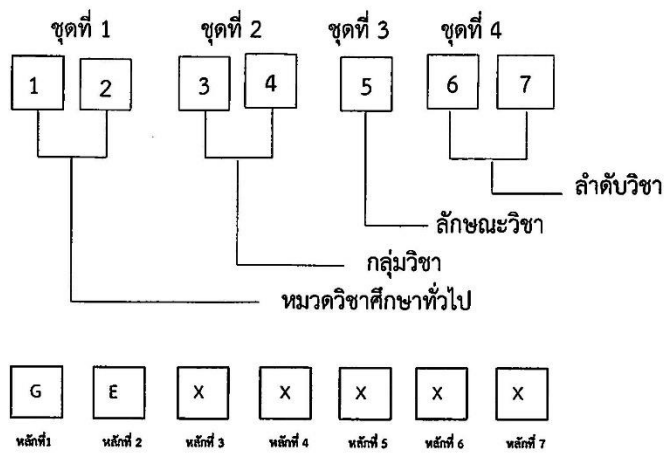 ชุดที่ 1 ชุดที่ 2 ชุดที่ 3 ชุดที่ 4
1 2 3 4 5 6 7
ลำดับวิชา
ลักษณะวิชา
กลุ่มวิชา
หมวดวิชาศึกษาทั่วไป
G E X X X X X
หลักที่1 หลักที่ 2 หลักที่ 3 หลักที่ 4 หลักที่ 5 หลักที่ 6 หลักที่ 7